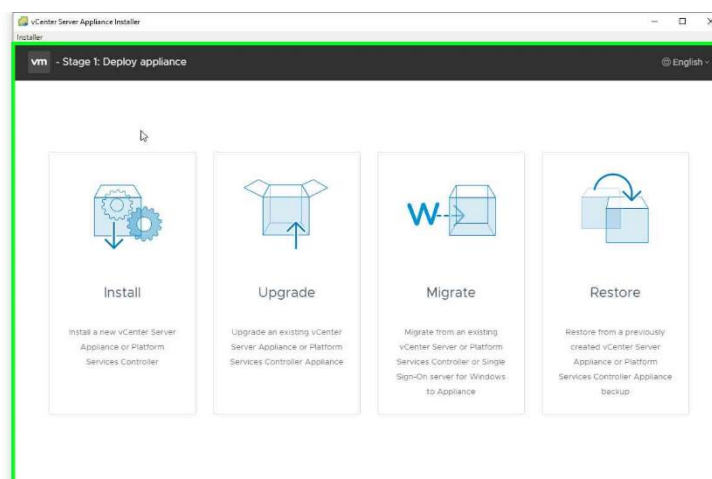 vCenter Server Appliance Installer
Installer
vm - Stage 1: Deploy appliance
English
Install
Install a new vCenter Server
Appliance or Platform
Services Controller
Upgrade
Upgrade an existing vCenter
Server Appliance or Platform
Services Controller Appliance
Migrate
Migrate from an existing
vCenter Server or Platform
Services Controller or Single
Sign-On server for Windows
to Appliance
Restore
Restore from a previously
created vCenter Server
Appliance or Platform
Services Controller Appliance
backup